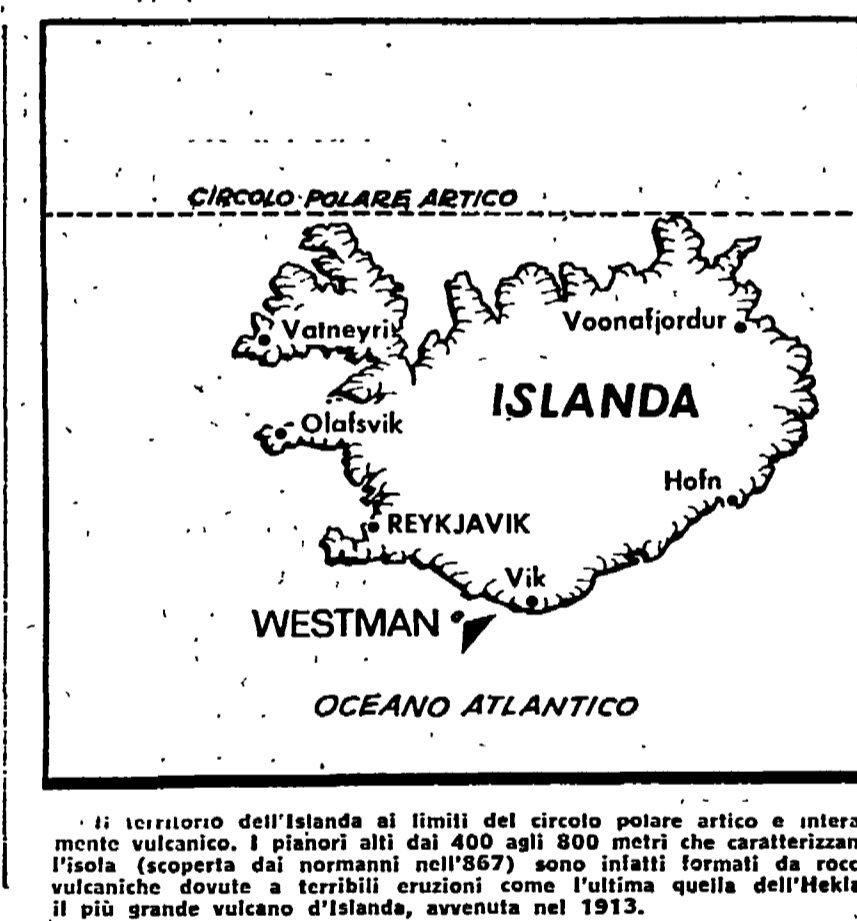 CIRCOLO POLARE ARTICO
Vatneyri
Voonafjordur
ISLANDA
Olafsvik
Hofn
REYKJAVIK
Vik
WESTMAN
OCEANO ATLANTICO
Il territorio dell'Islanda ai limiti del circolo polare artico e intera
mente vulcanico. I pianori alti dai 400 agli 800 metri che caratterizzan
l'isola (scoperta dai normanni nell'867) sono infatti formati da rocc
vulcaniche dovute a terribili eruzioni come l'ultima quella dell'Hekla
il più grande vulcano d'Islanda, avvenuta nel 1913.